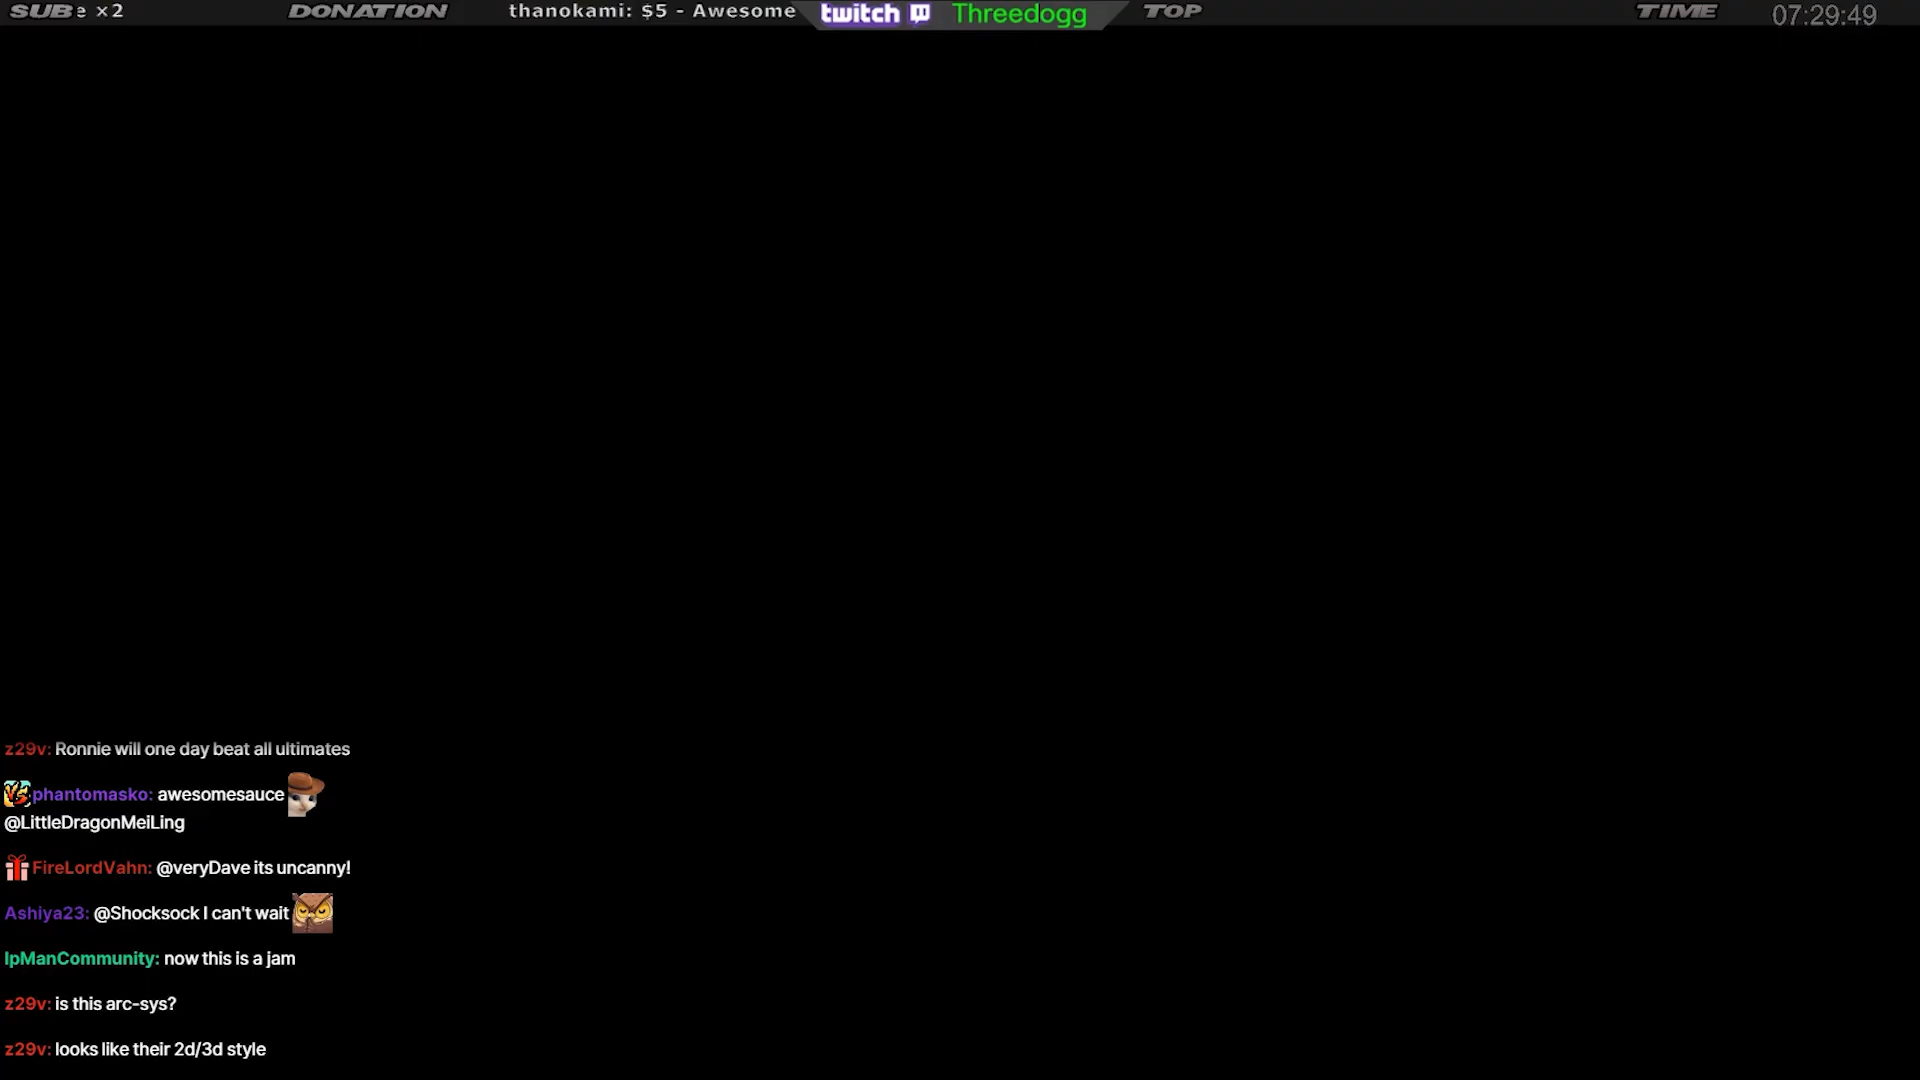 SUB e ×2 DONATION thanokami: $5 - Awesome twitch Threedogg TOP TIME 07:29:49
z29v: Ronnie will one day beat all ultimates
phantomasko: awesomesauce
@LittleDragonMeiLing
FireLordVahn: @veryDave its uncanny!
Ashiya23: @Shocksock I can't wait
IpManCommunity: now this is a jam
z29v: is this arc-sys?
z29v: looks like their 2d/3d style